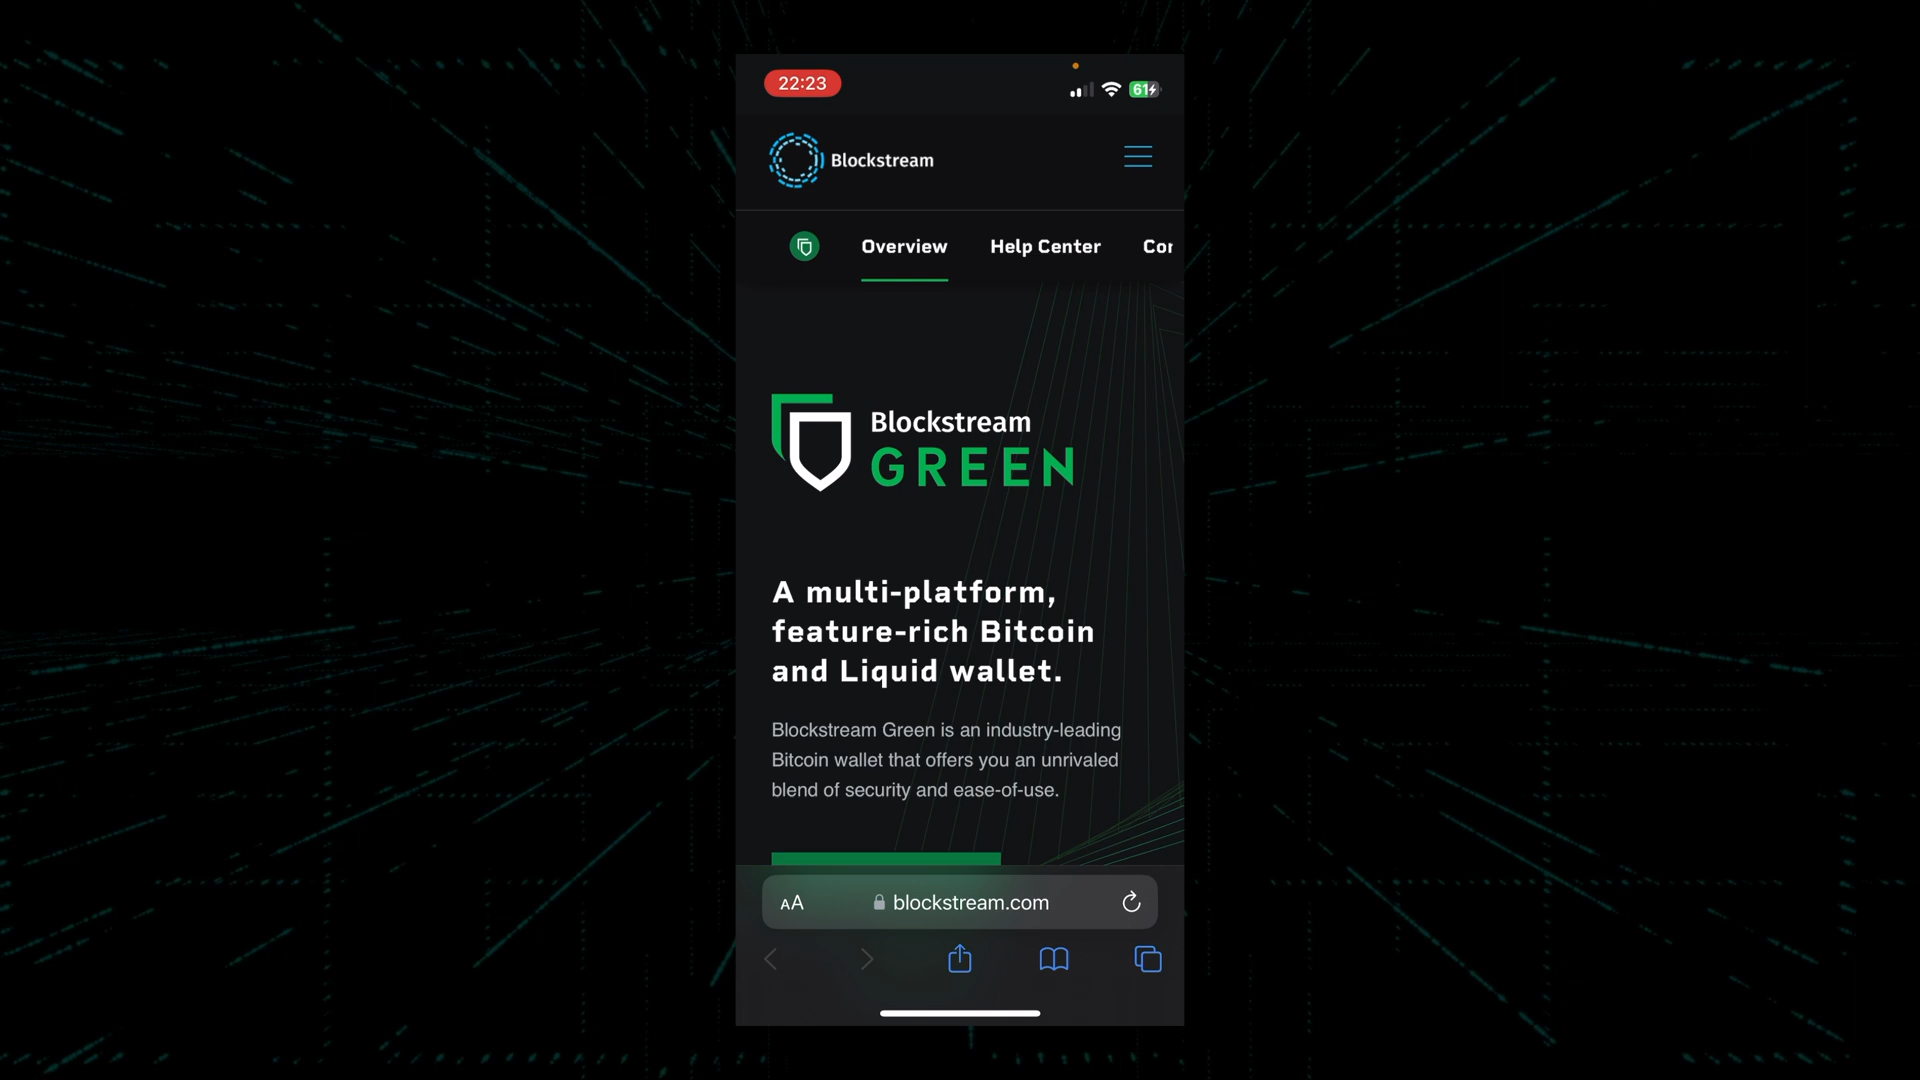 22:23
61
Blockstream
Overview
Help Center
Cor
Blockstream
GREEN
A multi-platform,
feature-rich Bitcoin
and Liquid wallet.
Blockstream Green is an industry-leading
Bitcoin wallet that offers you an unrivaled
blend of security and ease-of-use.
AA
blockstream.com